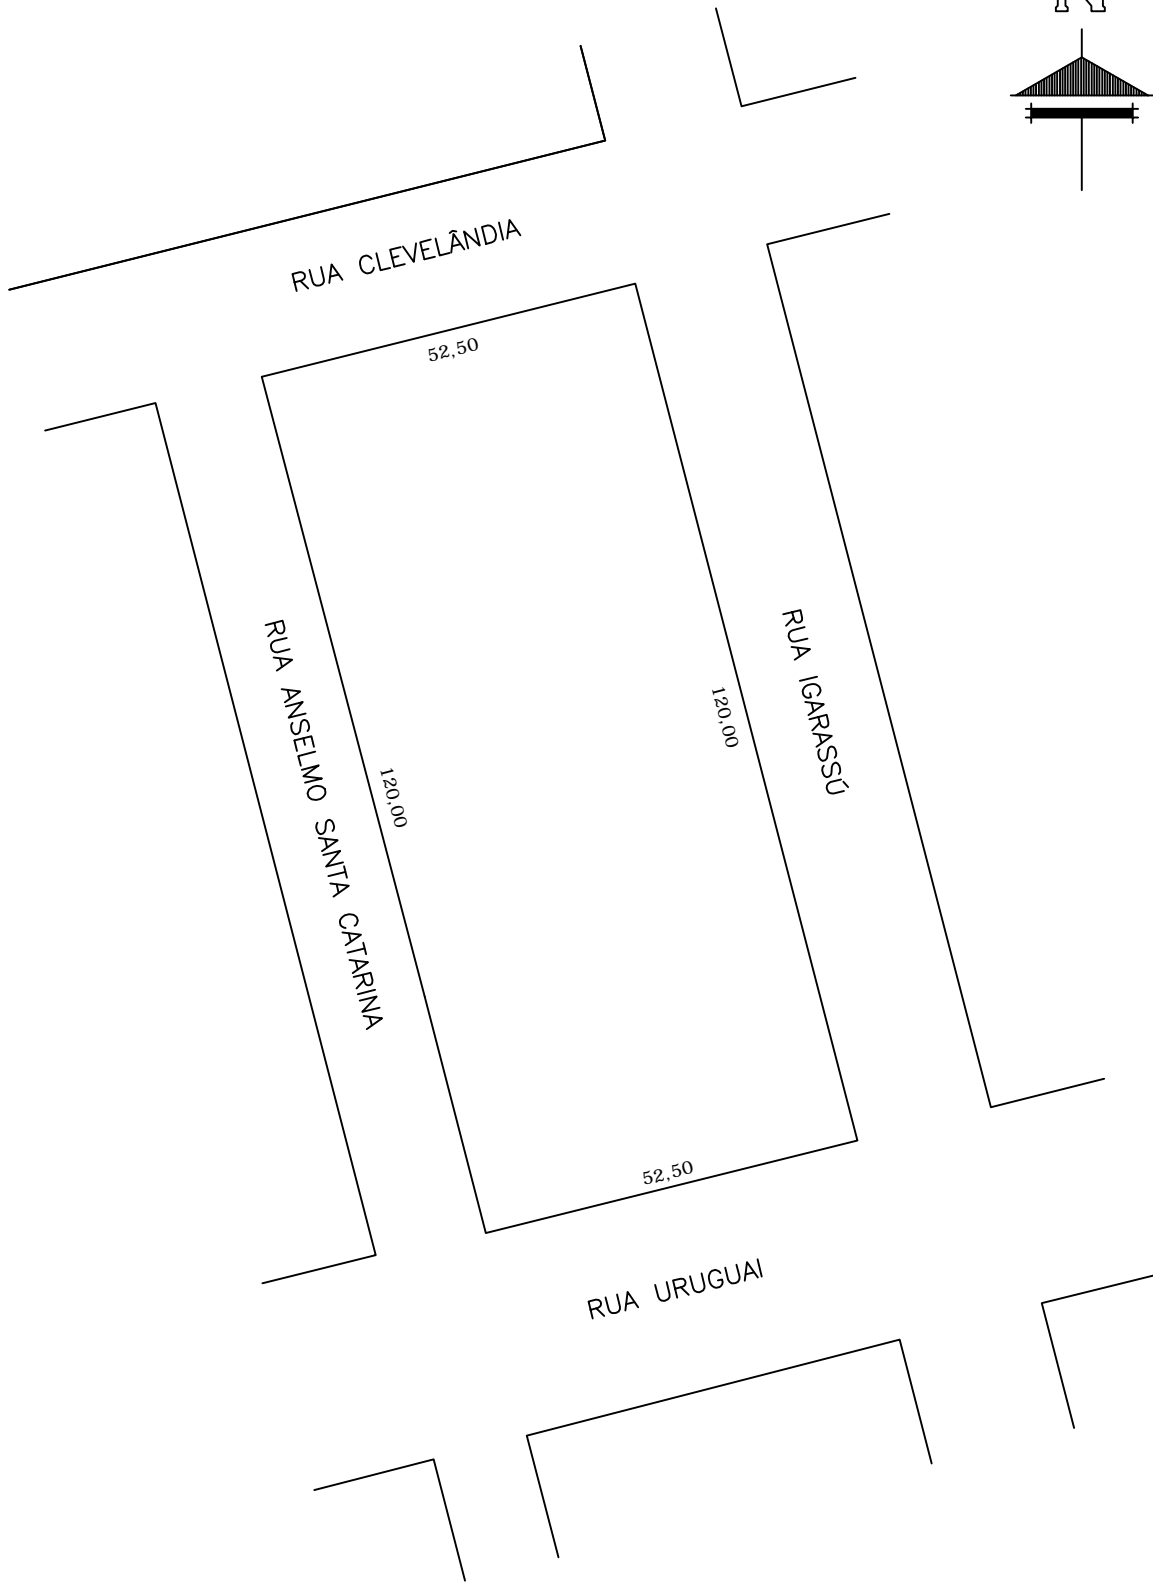 N
RUA CLEVELÂNDIA
52,50
RUA ANSELMO SANTA CATARINA
120,00
120,00
RUA IGARASSÚ
52,50
RUA URUGUAI